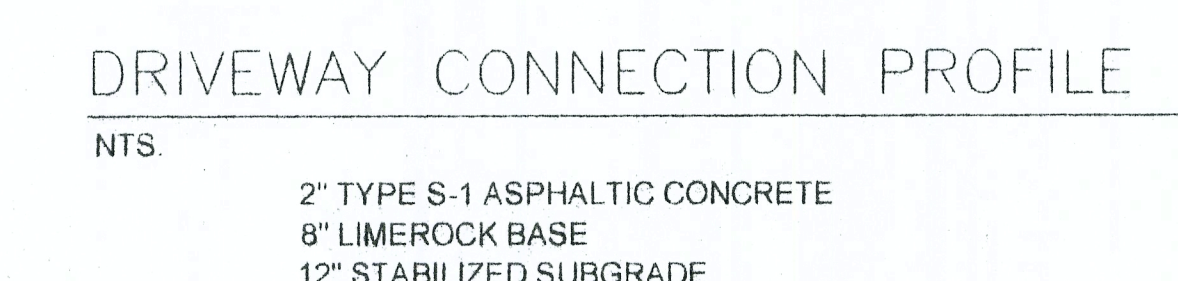 DRIVEWAY CONNECTION PROFILE
NTS.
2" TYPE S-1 ASPHALTIC CONCRETE
8" LIMEROCK BASE
12" STABILIZED SUBGRADE